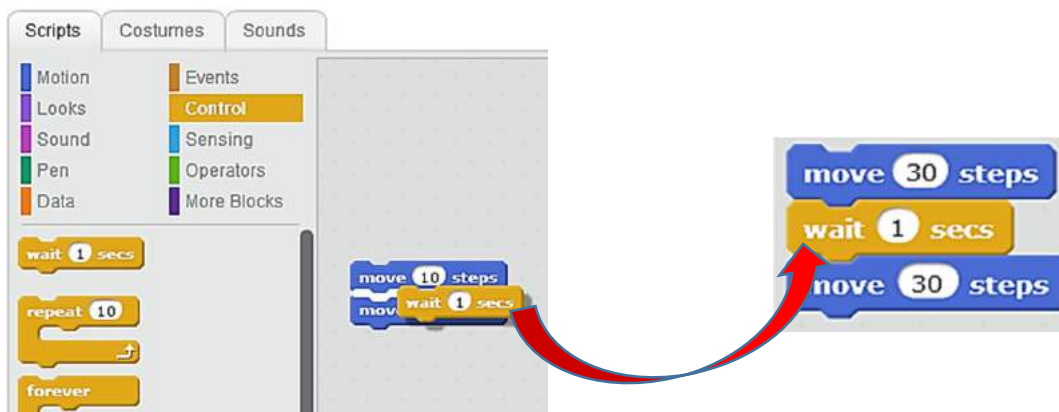 Scripts Costumes Sounds
Motion Events
Looks Control
Sound Sensing
Pen Operators
Data More Blocks
wait 1 secs
repeat 10
forever
move 10 steps
wait 1 secs
move 30 steps
wait 1 secs
move 30 steps